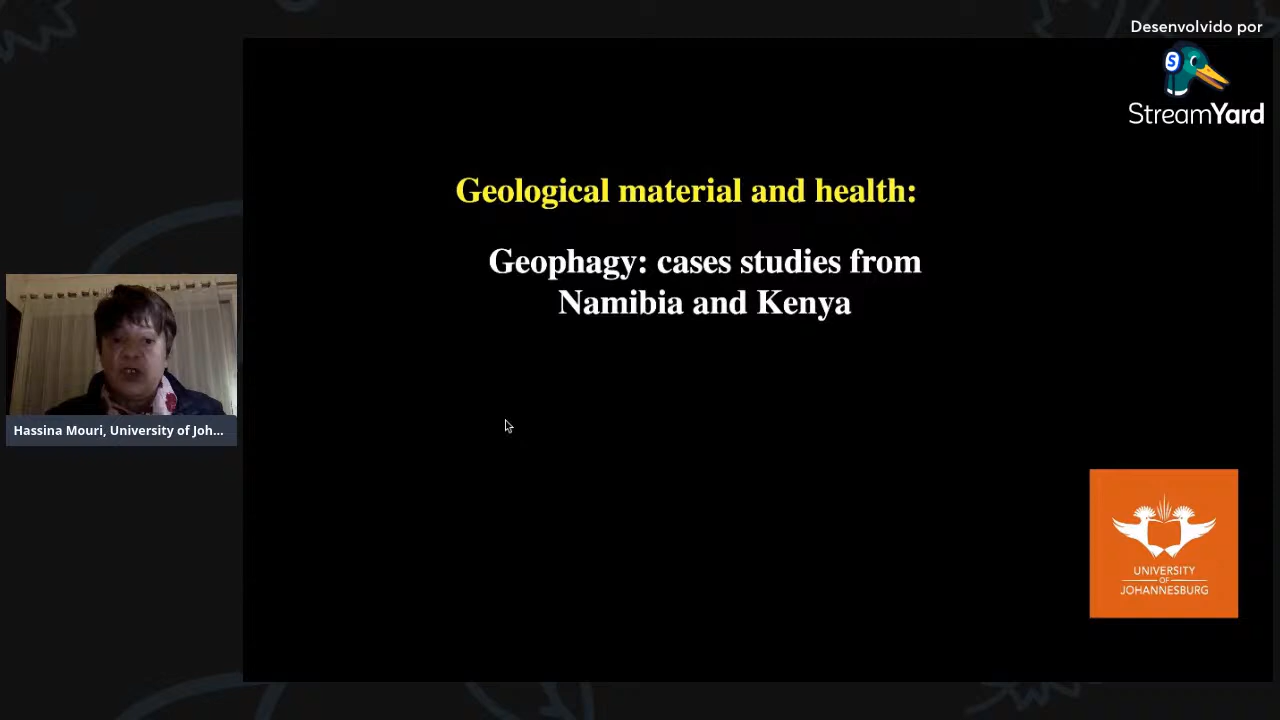 Desenvolvido por
StreamYard
Geological material and health:
Geophagy: cases studies from
Namibia and Kenya
Hassina Mouri, University of Joh...
UNIVERSITY
OF
JOHANNESBURG